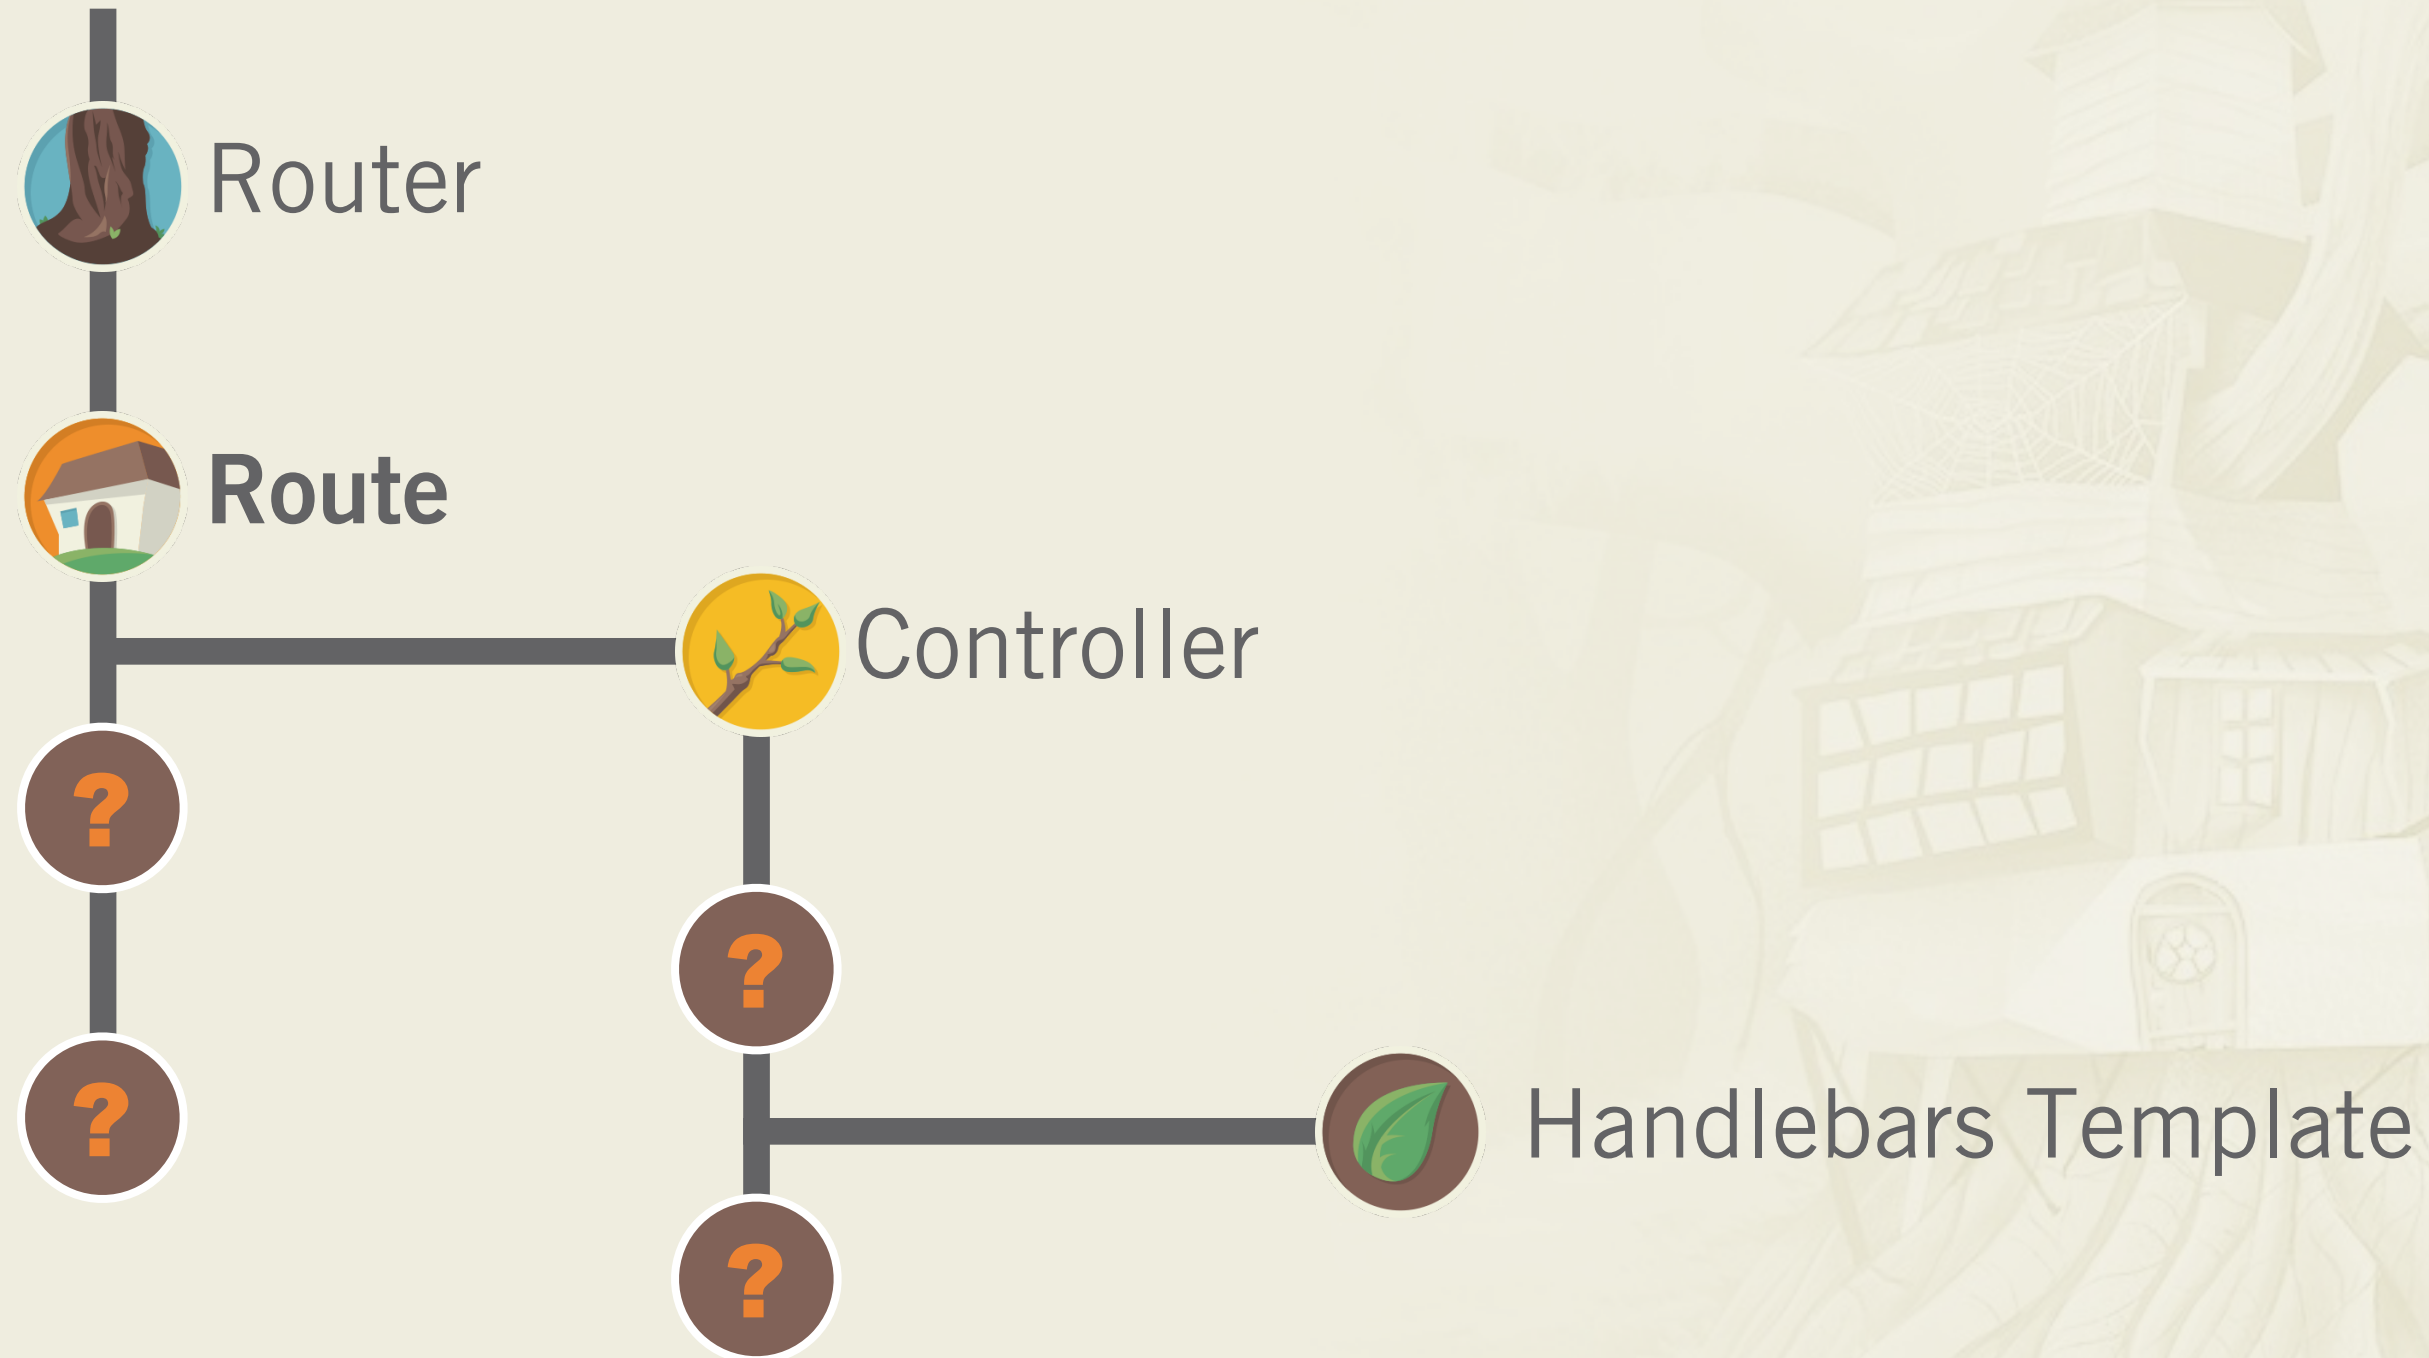 Router
Route
Controller
?
?
?
Handlebars Template
?